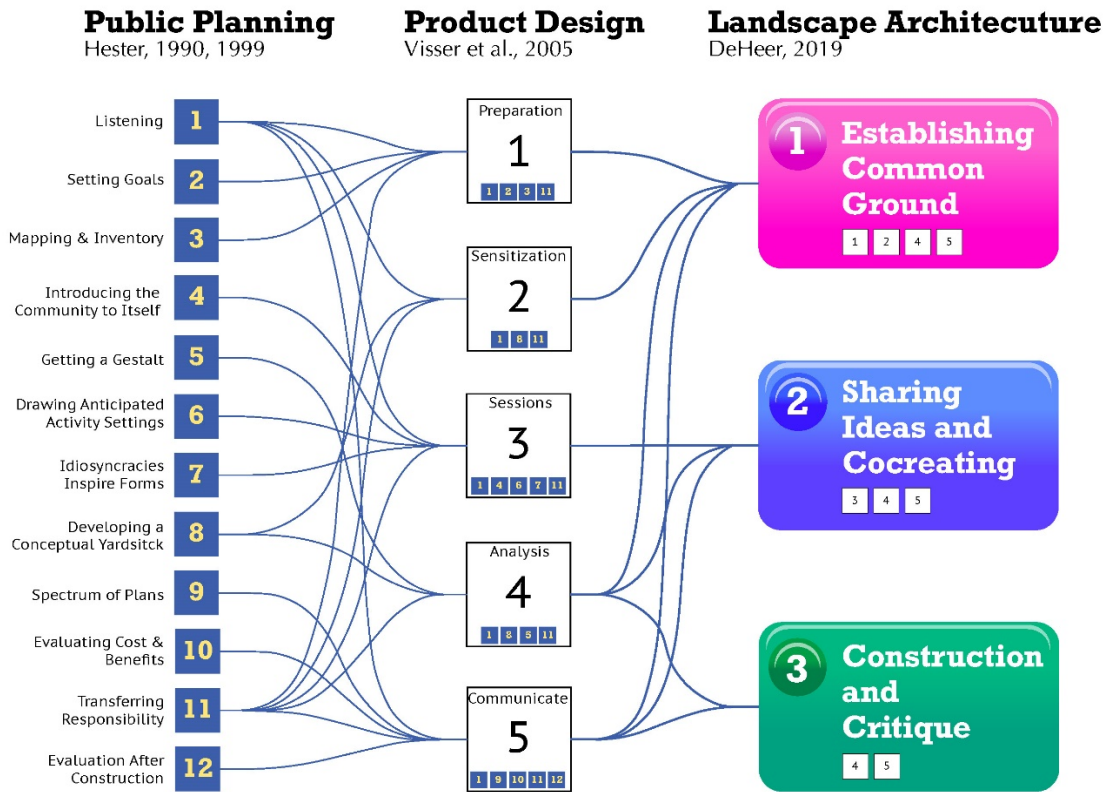 Public Planning
Hester, 1990, 1999
Product Design
Visser et al., 2005
Landscape Architecuture
DeHeer, 2019
Listening
1
Setting Goals
2
Mapping & Inventory
3
Introducing the
Community to Itself
4
Getting a Gestalt
5
Drawing Anticipated
Activity Settings
6
Idiosyncracies
Inspire Forms
7
Developing a
Conceptual Yardsitck
8
Spectrum of Plans
9
Evaluating Cost &
Benefits
10
Transferring
Responsibility
11
Evaluation After
Construction
12
Preparation
1
1 2 3 11
Sensitization
2
1 8 11
Sessions
3
1 4 6 7 11
Analysis
4
1 8 5 11
Communicate
5
1 9 10 11 12
1
Establishing
Common
Ground
1 2 4 5
2
Sharing
Ideas and
Cocreating
3 4 5
3
Construction
and
Critique
4 5